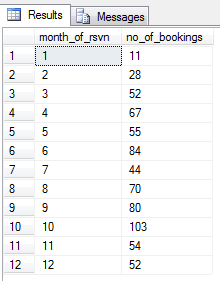 Results Messages
month_of_rsvn no_of_bookings
1 1 11
2 2 28
3 3 52
4 4 67
5 5 55
6 6 84
7 7 44
8 8 70
9 9 80
10 10 103
11 11 54
12 12 52